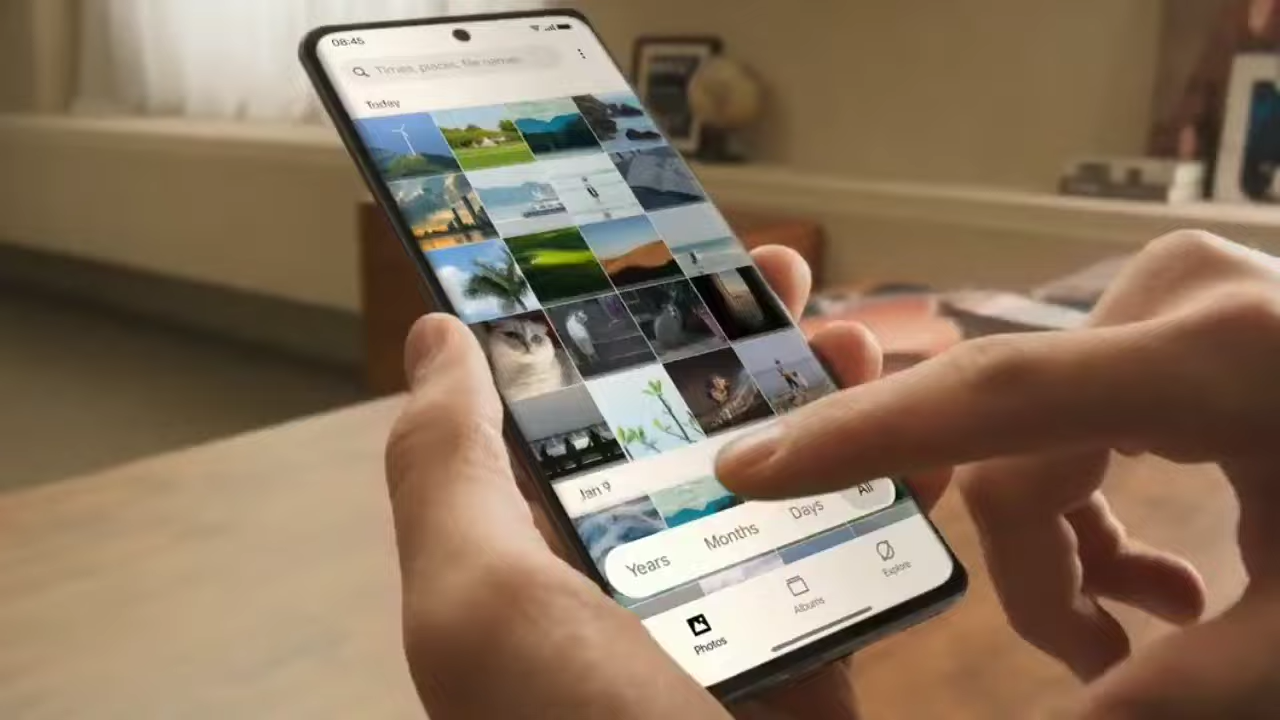 08:45
Times, places, file names
Today
Jan 9
Years
Months
Days
All
Photos
Albums
Explore